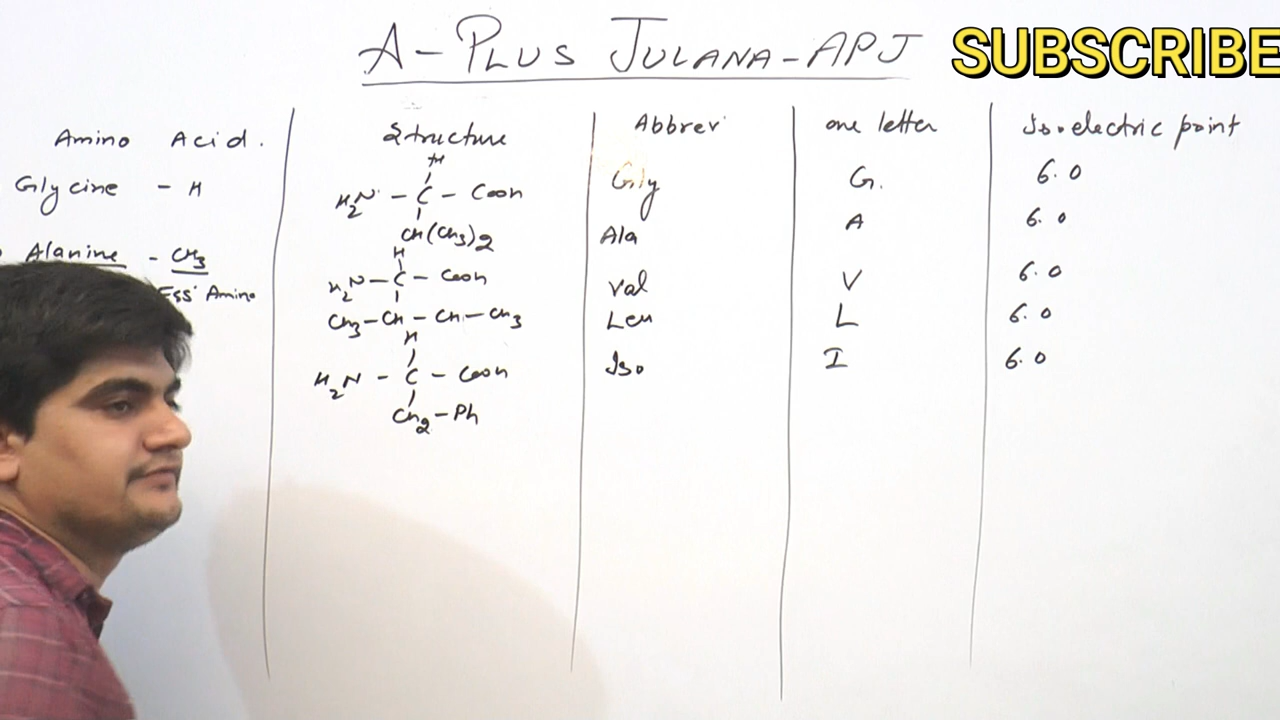 A-PLUS JULANA-APJ
SUBSCRIBE
Amino Acid.
Structure
Abbrev
one letter
Isoelectric point
Glycine - H
H
H2N - C - COOH
CH(CH3)2
Gly
G.
6.0
Alanine - CH3
Ala
A
6.0
Ess' Amino
H
H2N - C - COOH
CH3 - CH - CH - CH3
Val
V
6.0
Leu
L
6.0
H
H2N - C - COOH
CH2 - Ph
Iso
I
6.0